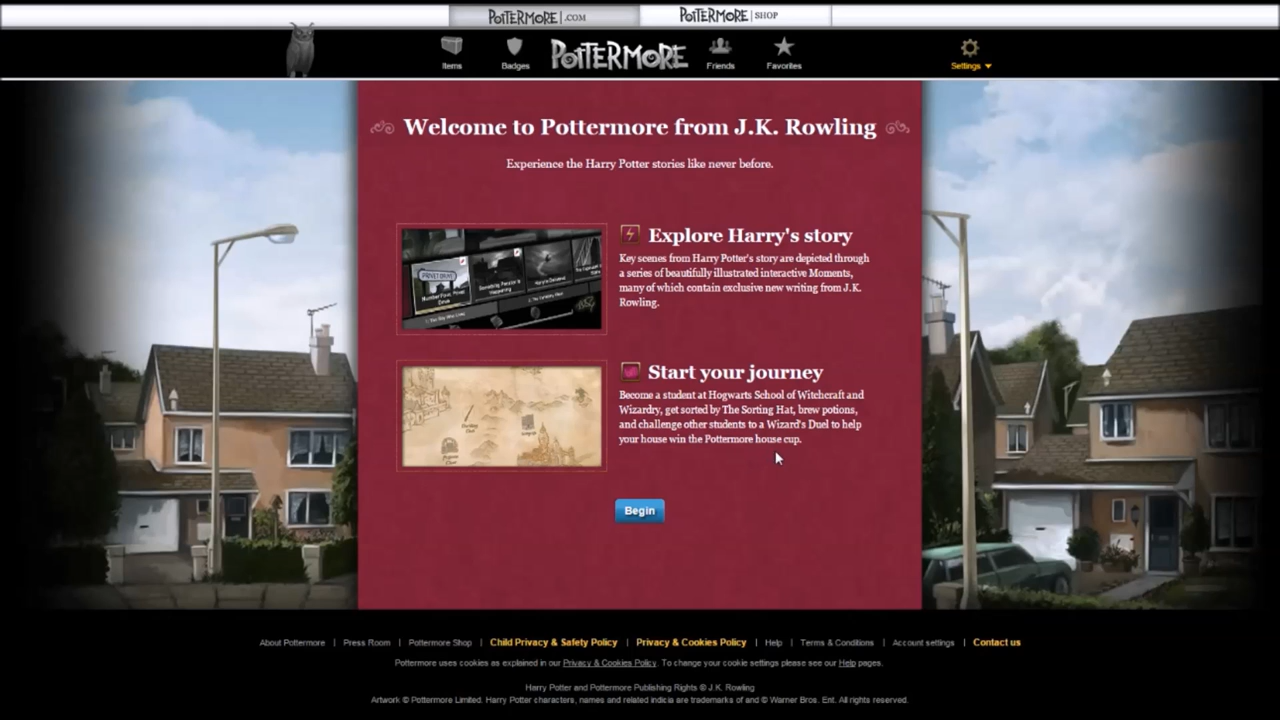 POTTERMORE|.COM
POTTERMORE|SHOP
Items
Badges
POTTERMORE
Friends
Favorites
Settings
Welcome to Pottermore from J.K. Rowling
Experience the Harry Potter stories like never before.
PRIVET DRIVE
Explore Harry's story
Key scenes from Harry Potter's story are depicted through
a series of beautifully illustrated interactive Moments,
many of which contain exclusive new writing from J.K.
Rowling.
Start your journey
Become a student at Hogwarts School of Witchcraft and
Wizardry, get sorted by The Sorting Hat, brew potions,
and challenge other students to a Wizard's Duel to help
your house win the Pottermore house cup.
Begin
About Pottermore | Press Room | Pottermore Shop | Child Privacy & Safety Policy | Privacy & Cookies Policy | Help | Terms & Conditions | Account settings | Contact us
Pottermore uses cookies as explained in our Privacy & Cookies Policy. To change your cookie settings please see our Help pages.
Harry Potter and Pottermore Publishing Rights © J.K. Rowling
Artwork © Pottermore Limited. Harry Potter characters, names and related indicia are trademarks of and © Warner Bros. Ent. All rights reserved.